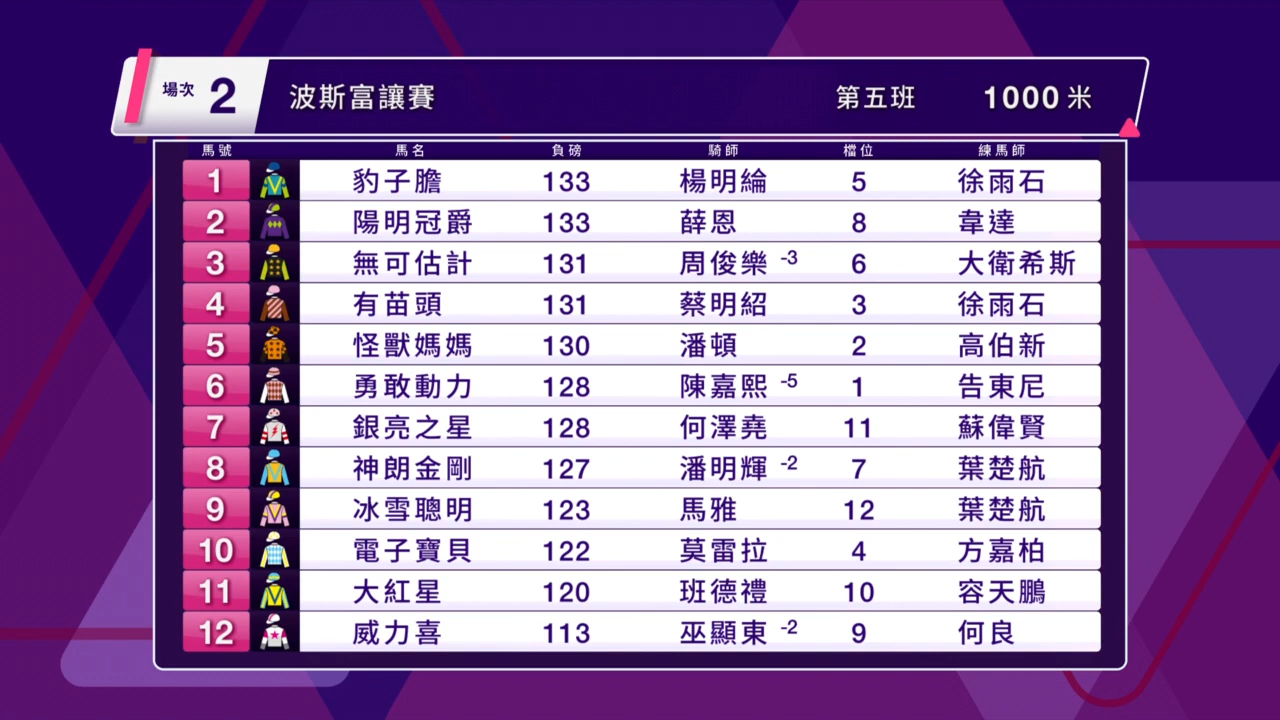 場次 2 波斯富讓賽 第五班 1000 米
馬號 馬名 負磅 騎師 檔位 練馬師
1 豹子膽 133 楊明綸 5 徐雨石
2 陽明冠爵 133 薛恩 8 韋達
3 無可估計 131 周俊樂 -3 6 大衛希斯
4 有苗頭 131 蔡明紹 3 徐雨石
5 怪獸媽媽 130 潘頓 2 高伯新
6 勇敢動力 128 陳嘉熙 -5 1 告東尼
7 銀亮之星 128 何澤堯 11 蘇偉賢
8 神朗金剛 127 潘明輝 -2 7 葉楚航
9 冰雪聰明 123 馬雅 12 葉楚航
10 電子寶貝 122 莫雷拉 4 方嘉柏
11 大紅星 120 班德禮 10 容天鵬
12 威力喜 113 巫顯東 -2 9 何良